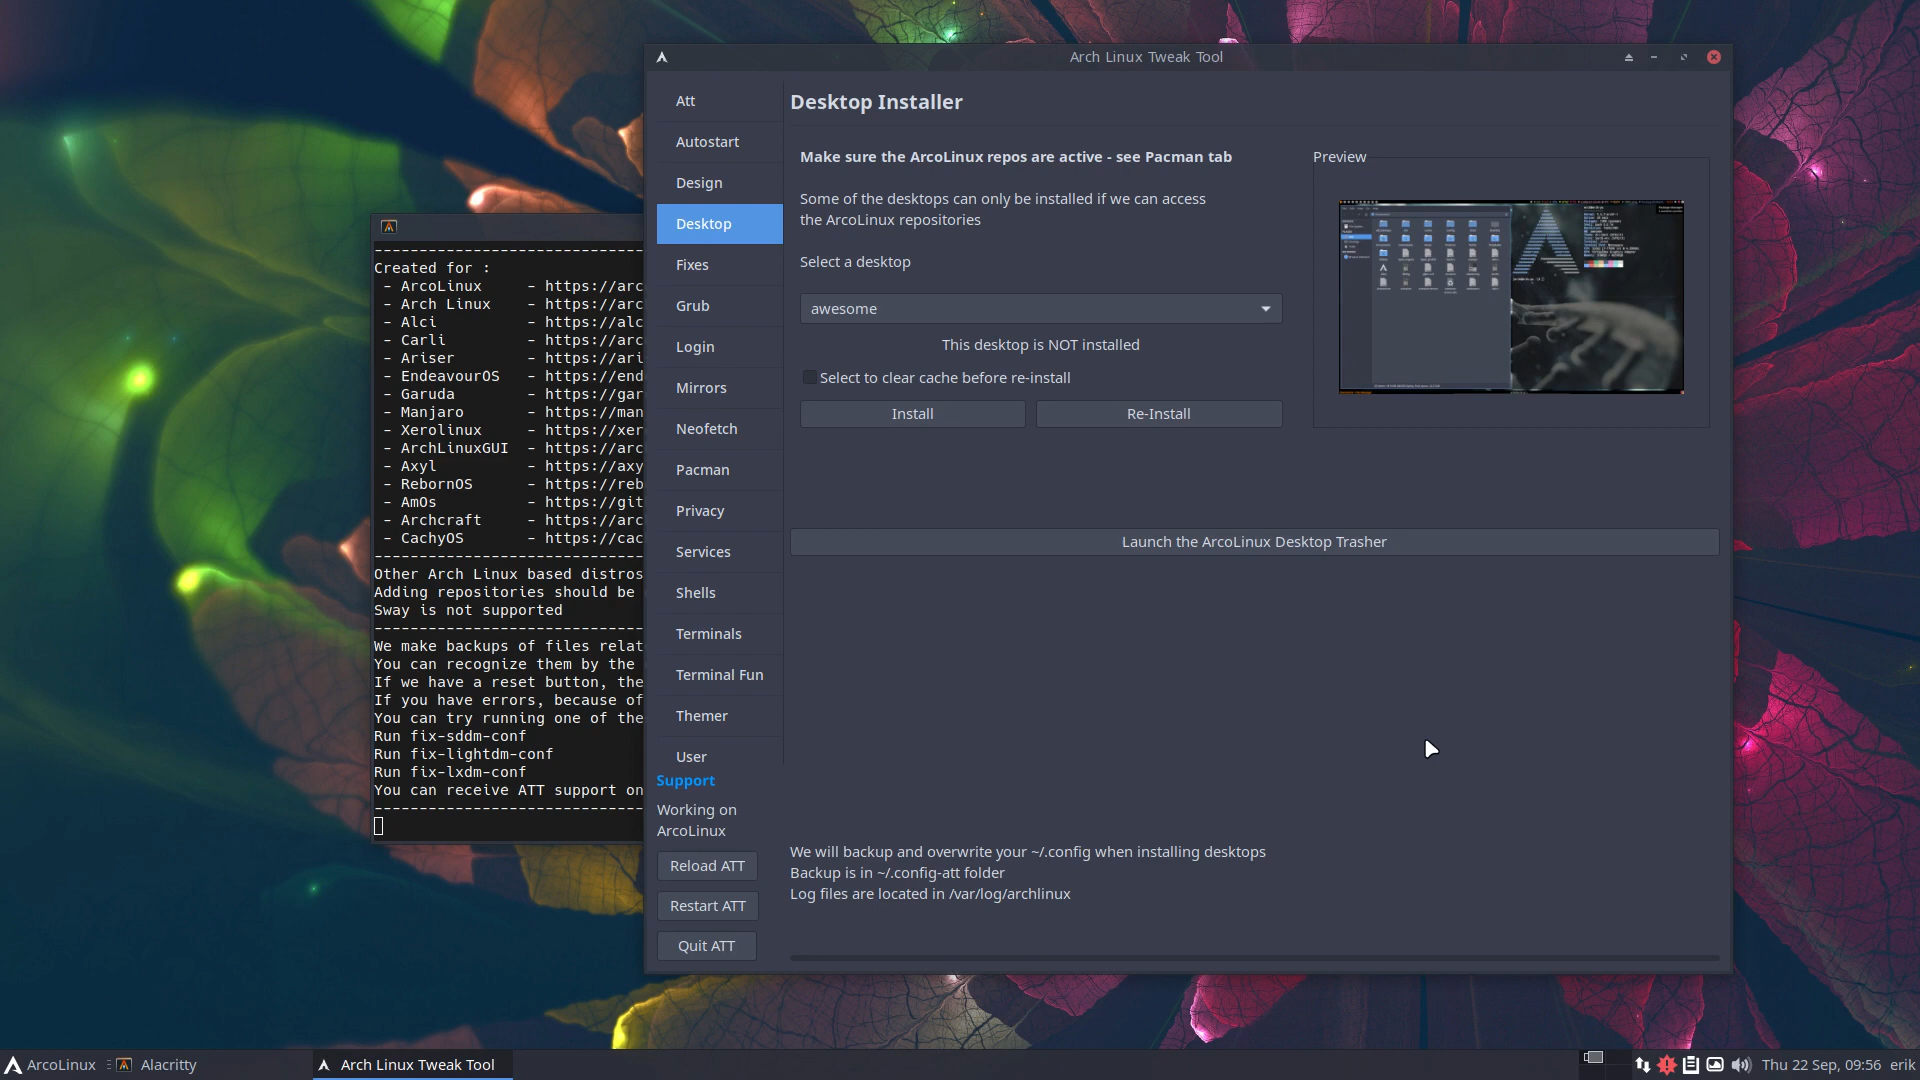 Arch Linux Tweak Tool
Att
Autostart
Design
Desktop
Fixes
Grub
Login
Mirrors
Neofetch
Pacman
Privacy
Services
Shells
Terminals
Terminal Fun
Themer
User
Support
Working on
ArcoLinux
Reload ATT
Restart ATT
Quit ATT
Desktop Installer
Make sure the ArcoLinux repos are active - see Pacman tab
Some of the desktops can only be installed if we can access
the ArcoLinux repositories
Select a desktop
awesome
This desktop is NOT installed
Select to clear cache before re-install
Install
Re-Install
Preview
Launch the ArcoLinux Desktop Trasher
We will backup and overwrite your ~/.config when installing desktops
Backup is in ~/.config-att folder
Log files are located in /var/log/archlinux
------------------------------
Created for :
- ArcoLinux - https://arc
- Arch Linux - https://arc
- Alci - https://alc
- Carli - https://arc
- Ariser - https://ari
- EndeavourOS - https://end
- Garuda - https://gar
- Manjaro - https://man
- Xerolinux - https://xer
- ArchLinuxGUI - https://arc
- Axyl - https://axy
- RebornOS - https://reb
- AmOs - https://git
- Archcraft - https://arc
- CachyOS - https://cac
------------------------------
Other Arch Linux based distros
Adding repositories should be
Sway is not supported
------------------------------
We make backups of files relat
You can recognize them by the
If we have a reset button, the
If you have errors, because of
You can try running one of the
Run fix-sddm-conf
Run fix-lightdm-conf
Run fix-lxdm-conf
You can receive ATT support on
------------------------------
ArcoLinux
Alacritty
Arch Linux Tweak Tool
Thu 22 Sep, 09:56
erik